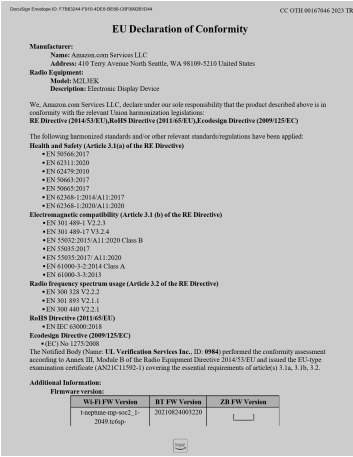 DocuSign Envelope ID: F7B63244-F910-4DE6-BE66-C6F0992B1D44
CC OTH 00167046 2023 TR
EU Declaration of Conformity
Manufacturer:
Name: Amazon.com Services LLC
Address: 410 Terry Avenue North Seattle, WA 98109-5210 United States
Radio Equipment:
Model: M2L3EK
Description: Electronic Display Device
We, Amazon.com Services LLC, declare under our sole responsibility that the product described above is in
conformity with the relevant Union harmonization legislations:
RE Directive (2014/53/EU),RoHS Directive (2011/65/EU),Ecodesign Directive (2009/125/EC)
The following harmonized standards and/or other relevant standards/regulations have been applied:
Health and Safety (Article 3.1(a) of the RE Directive)
• EN 50566:2017
• EN 62311:2020
• EN 62479:2010
• EN 50663:2017
• EN 50665:2017
• EN 62368-1:2014/A11:2017
• EN 62368-1:2020/A11:2020
Electromagnetic compatibility (Article 3.1 (b) of the RE Directive)
• EN 301 489-1 V2.2.3
• EN 301 489-17 V3.2.4
• EN 55032:2015/A11:2020 Class B
• EN 55035:2017
• EN 55035:2017/ A11:2020
• EN 61000-3-2:2014 Class A
• EN 61000-3-3:2013
Radio frequency spectrum usage (Article 3.2 of the RE Directive)
• EN 300 328 V2.2.2
• EN 301 893 V2.1.1
• EN 300 440 V2.2.1
RoHS Directive (2011/65/EU)
• EN IEC 63000:2018
Ecodesign Directive (2009/125/EC)
• (EC) No 1275/2008
The Notified Body (Name: UL Verification Services Inc., ID: 0984) performed the conformity assessment
according to Annex III, Module B of the Radio Equipment Directive 2014/53/EU and issued the EU-type
examination certificate (AN21C11592-1) covering the essential requirements of article(s) 3.1a, 3.1b, 3.2.
Additional Information:
Firmware version:
Wi-Fi FW Version BT FW Version ZB FW Version
t-neptune-mp-soc2_1- 20210824003220
2049.tc6sp-